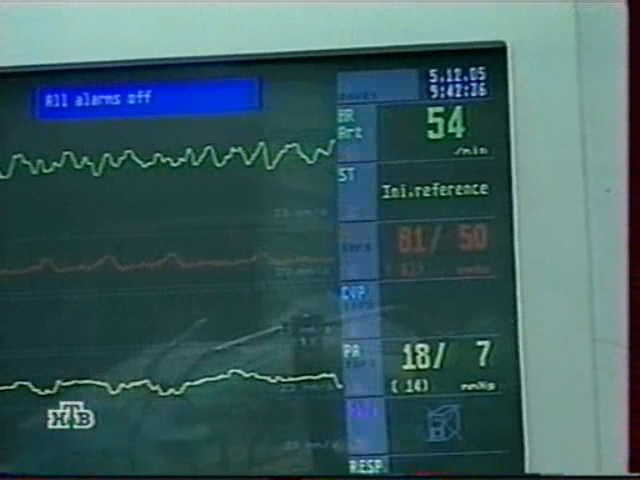 All alarms off
5.12.05
9:42:36
HR
Art
54
/min
ST
Ini.reference
81/ 50
CVP
PA
18/ 7
(14) mmHg
RESP
НТВ